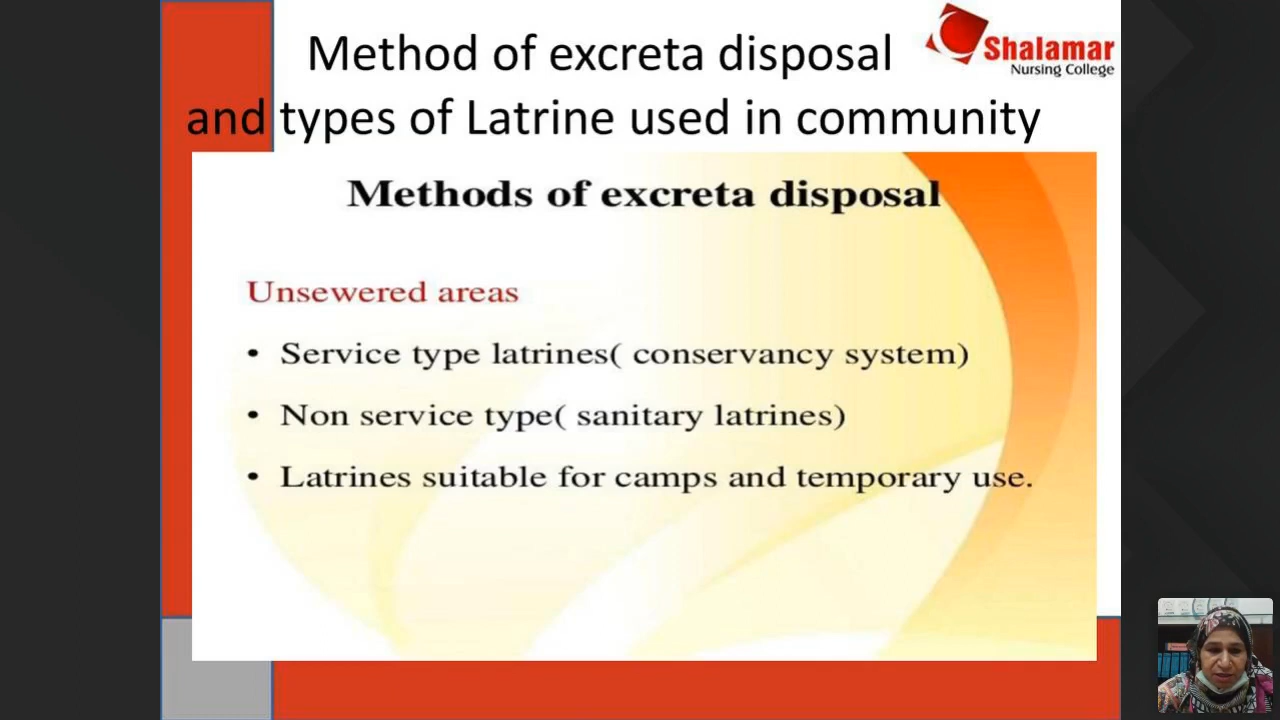 Method of excreta disposal
and types of Latrine used in community
Shalamar
Nursing College
Methods of excreta disposal
Unsewered areas
• Service type latrines( conservancy system)
• Non service type( sanitary latrines)
• Latrines suitable for camps and temporary use.